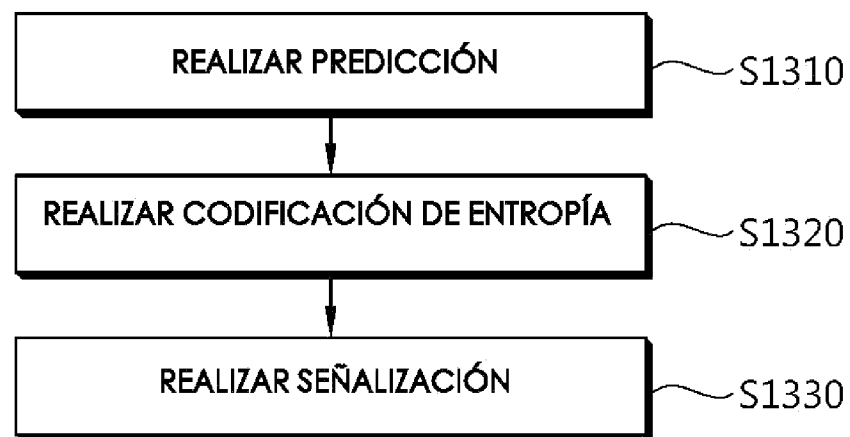 REALIZAR PREDICCIÓN
S1310
REALIZAR CODIFICACIÓN DE ENTROPÍA
S1320
REALIZAR SEÑALIZACIÓN
S1330